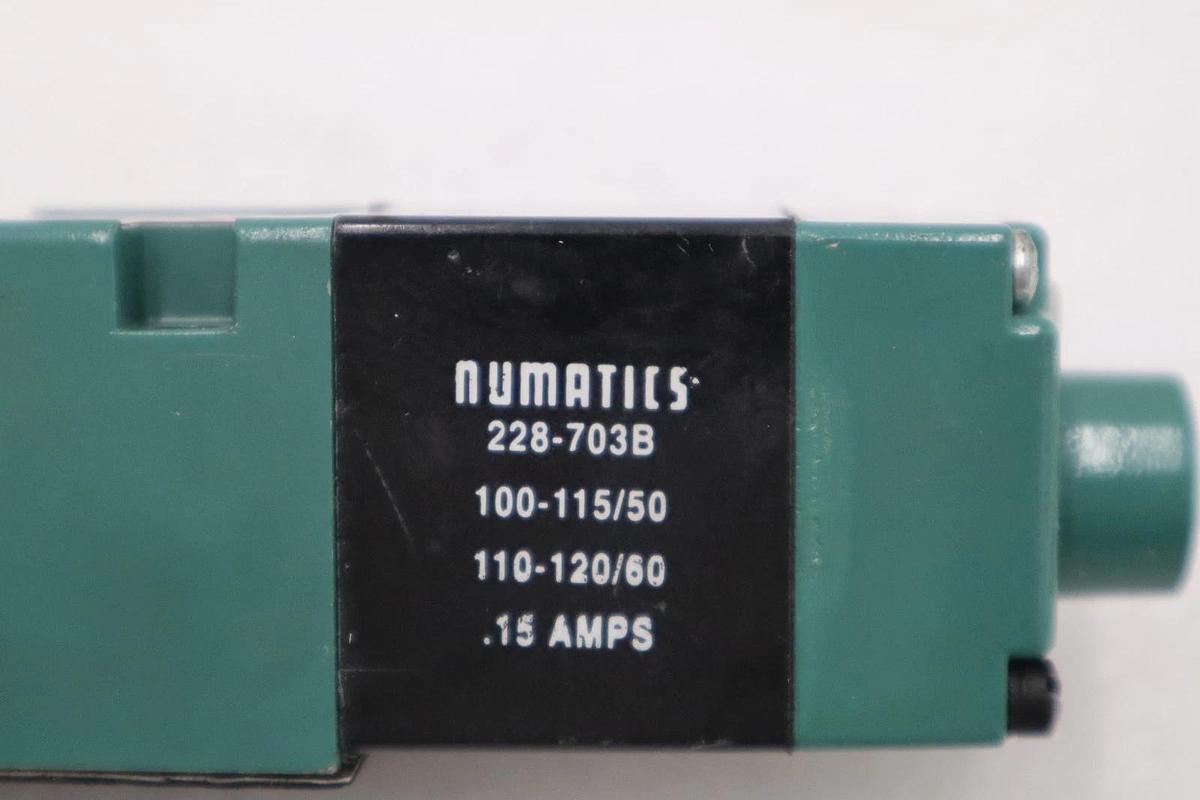 NUMATICS
228-703B
100-115/50
110-120/60
.15 AMPS